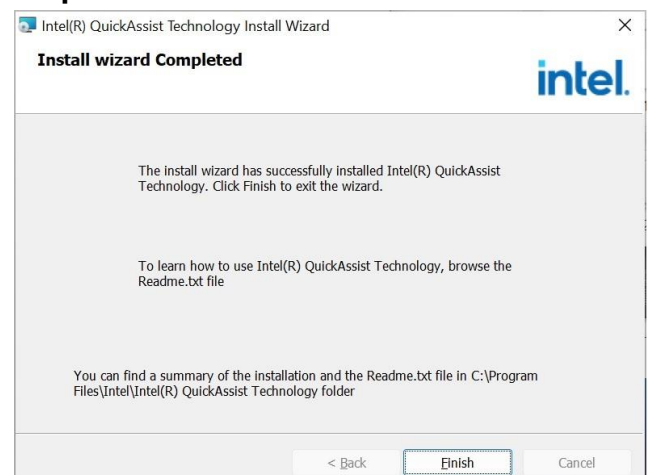 Intel(R) QuickAssist Technology Install Wizard
Install wizard Completed
intel.
The install wizard has successfully installed Intel(R) QuickAssist
Technology. Click Finish to exit the wizard.
To learn how to use Intel(R) QuickAssist Technology, browse the
Readme.txt file
You can find a summary of the installation and the Readme.txt file in C:\Program
Files\Intel\Intel(R) QuickAssist Technology folder
< Back Finish Cancel